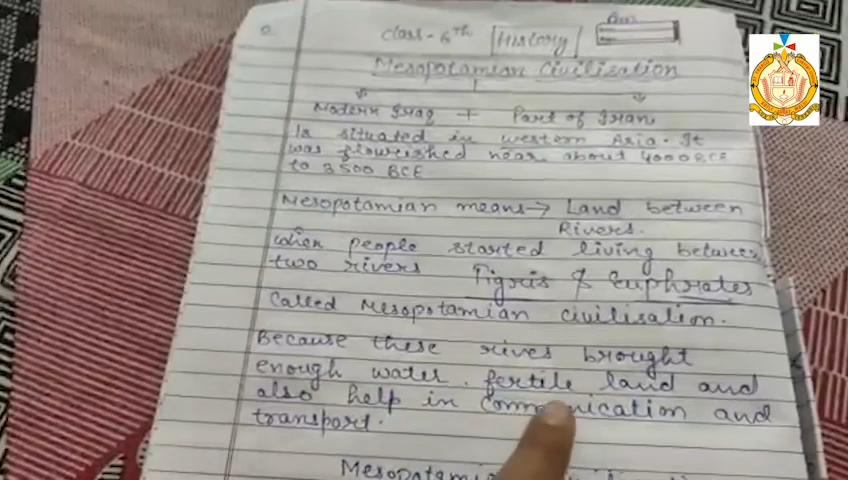 Class - 6th History
Mesopotamian Civilization
Modern Iraq + Part of Iran
Is situated in western Asia. It
was flourished near about 4000 BCE
to 3500 BCE
Mesopotamian means → Land between
Rivers.
when people started living between
two rivers Tigris & Euphrates
Called Mesopotamian civilisation.
Because these rives brought
enough water. fertile land and
also help in communication and
transport.
Mesopotamian